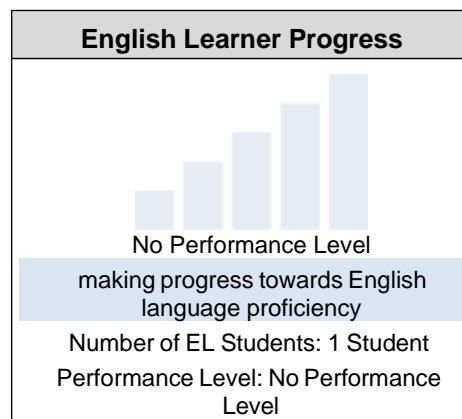 English Learner Progress
No Performance Level
making progress towards English
language proficiency
Number of EL Students: 1 Student
Performance Level: No Performance
Level